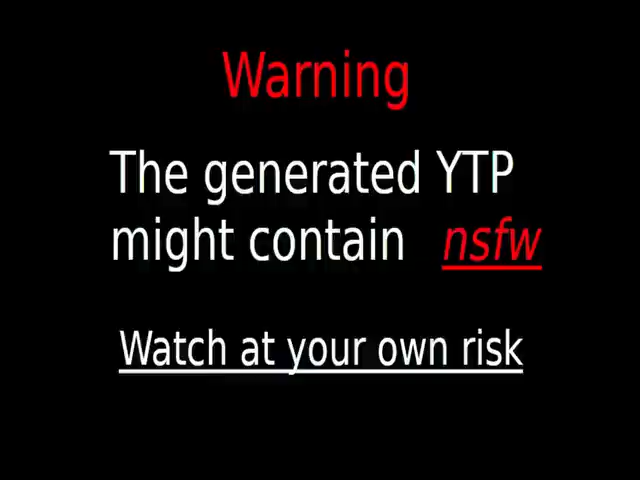 Warning
The generated YTP
might contain nsfw
Watch at your own risk